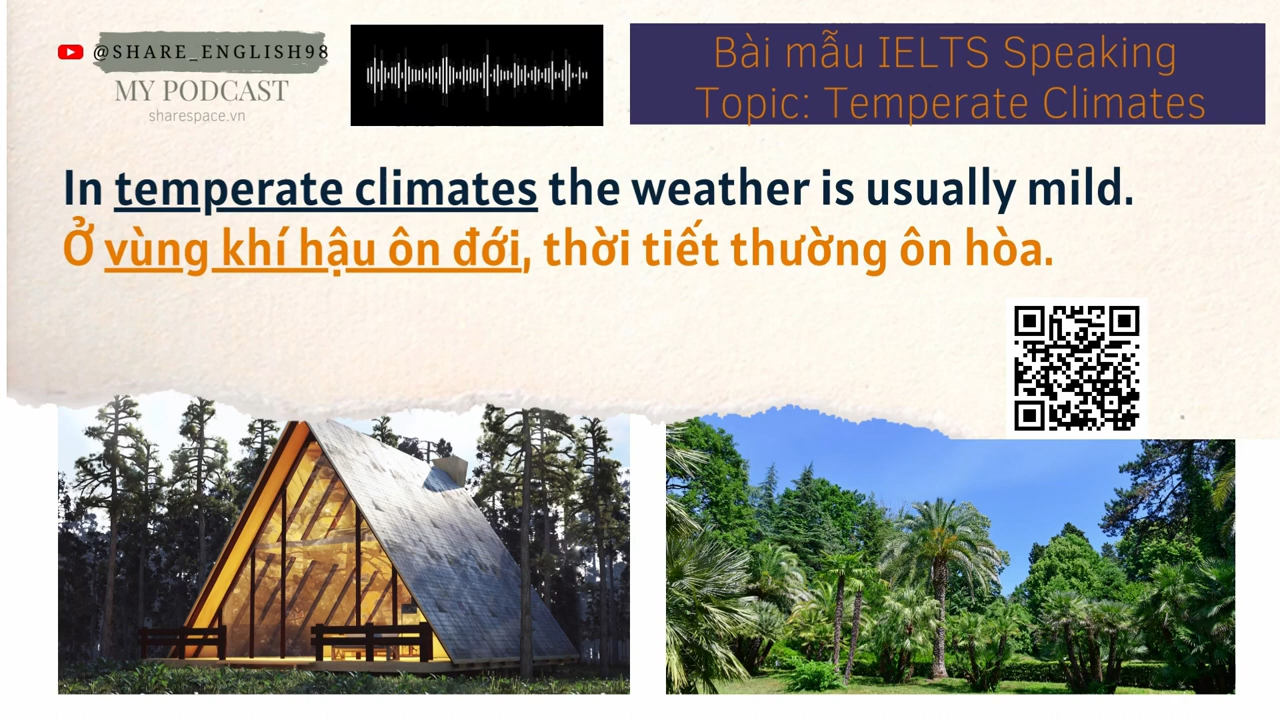 @SHARE_ENGLISH98
MY PODCAST
sharespace.vn
Bài mẫu IELTS Speaking
Topic: Temperate Climates
In temperate climates the weather is usually mild.
Ở vùng khí hậu ôn đới, thời tiết thường ôn hòa.